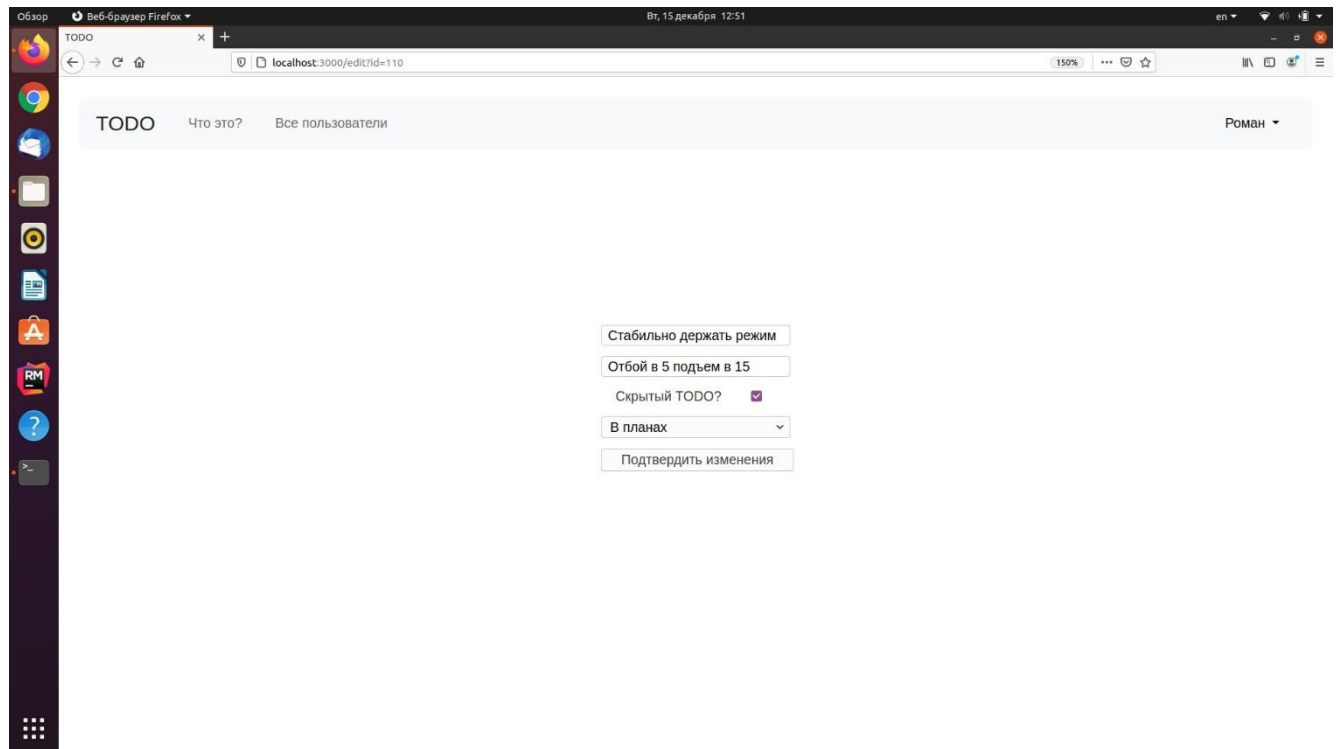 Обзор Веб-браузер Firefox Вт, 15 декабря 12:51 en
TODO
localhost:3000/edit?id=110 150%
TODO Что это? Все пользователи Роман
Стабильно держать режим
Отбой в 5 подъем в 15
Скрытый TODO?
В планах
RM
Подтвердить изменения